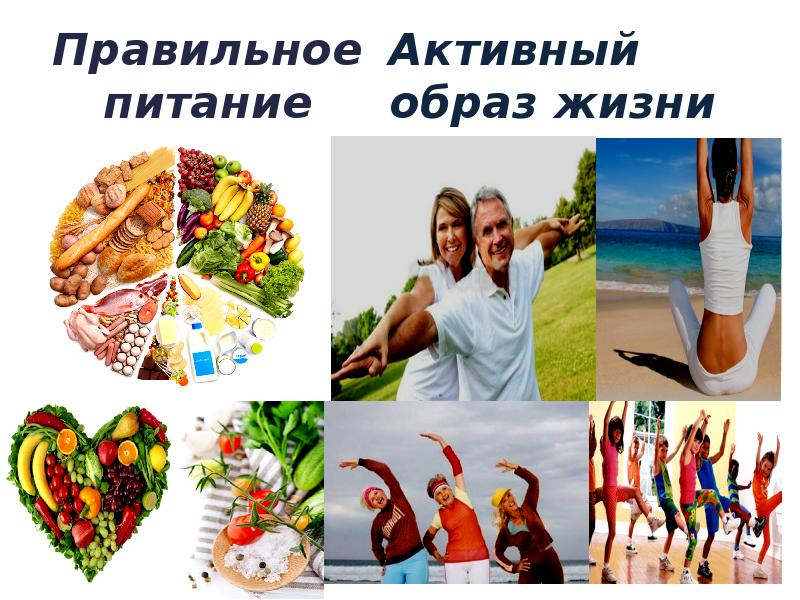 Правильное
питание
Активный
образ жизни